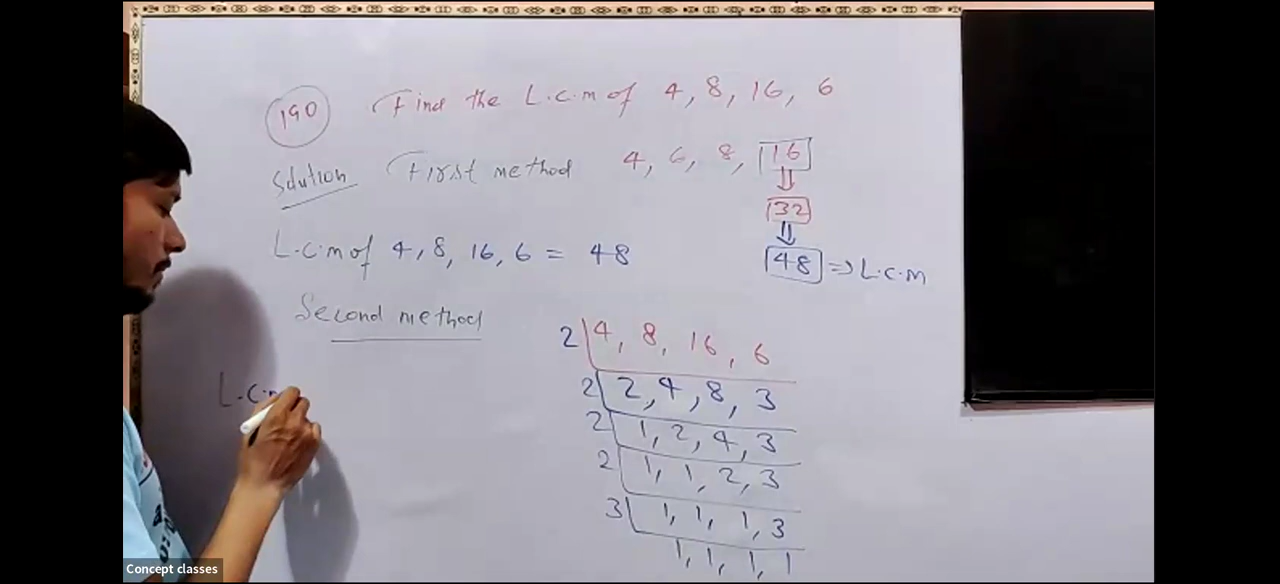 190 Find the L.C.M of 4, 8, 16, 6
Solution First method 4, 6, 8, 16
32
L.C.M of 4, 8, 16, 6 = 48
48 => L.C.M
Second method
2 4, 8, 16, 6
2 2, 4, 8, 3
2 1, 2, 4, 3
2 1, 1, 2, 3
3 1, 1, 1, 3
1, 1, 1, 1
L.C.M
Concept classes